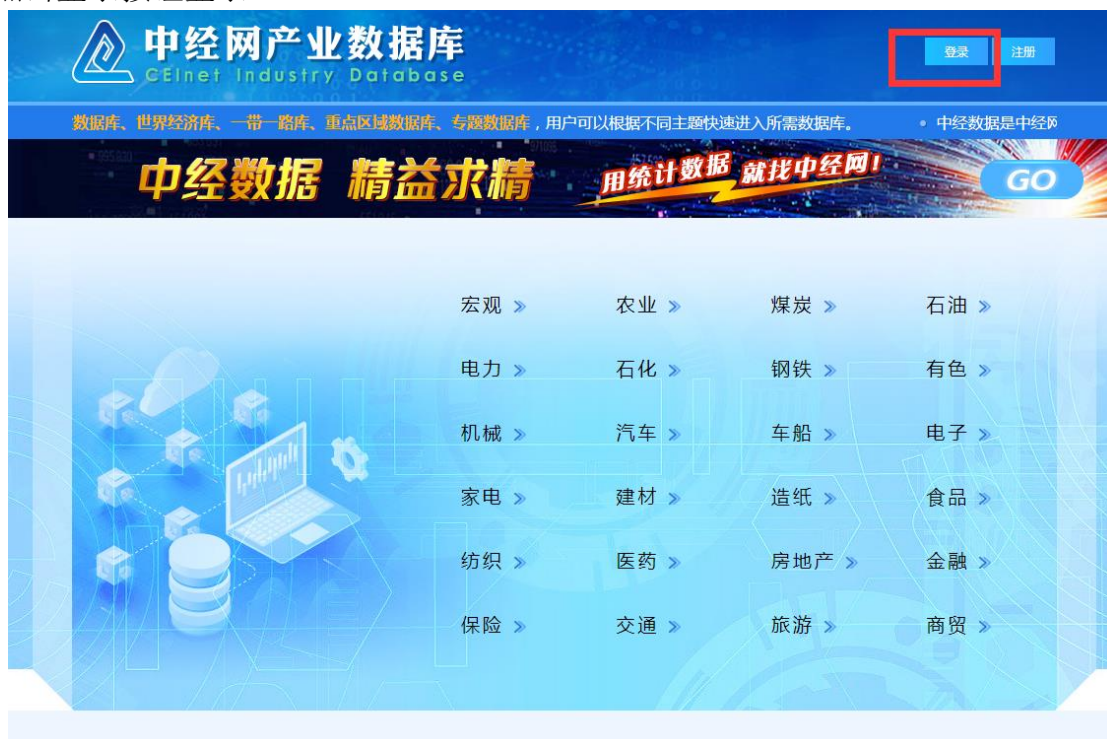 中经网产业数据库
CEInet Industry Database
登录 注册
数据库、世界经济库、一带一路库、重点区域数据库、专题数据库，用户可以根据不同主题快速进入所需数据库。 • 中经数据是中经网
中经数据 精益求精 用统计数据 就找中经网! GO
宏观 农业 煤炭 石油
电力 石化 钢铁 有色
机械 汽车 车船 电子
家电 建材 造纸 食品
纺织 医药 房地产 金融
保险 交通 旅游 商贸